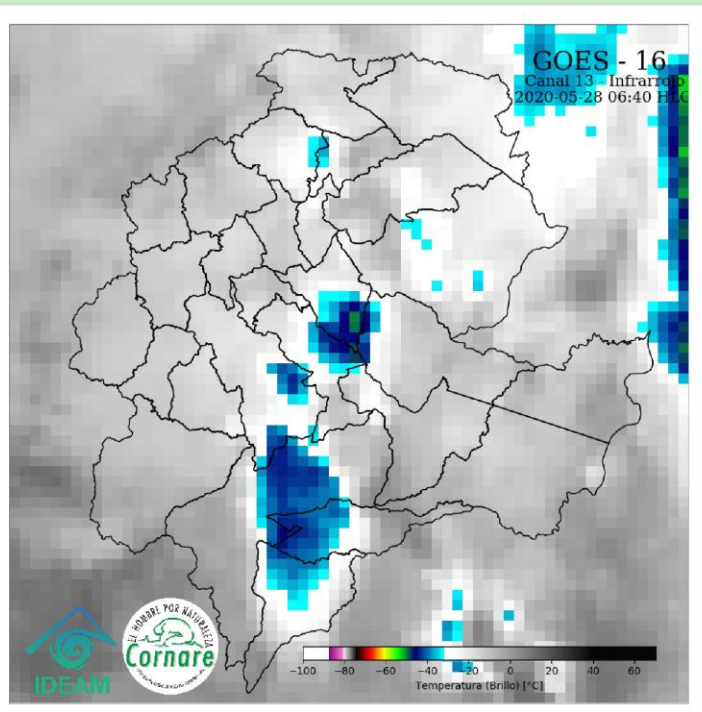 GOES - 16
Canal 13 - Infrarrojo
2020-05-28 06:40 HLC
EL HOMBRE POR NATURALEZA
Cornare
IDEAM
−100 −80 −60 −40 −20 0 20 40 60
Temperatura (Brillo) [°C]